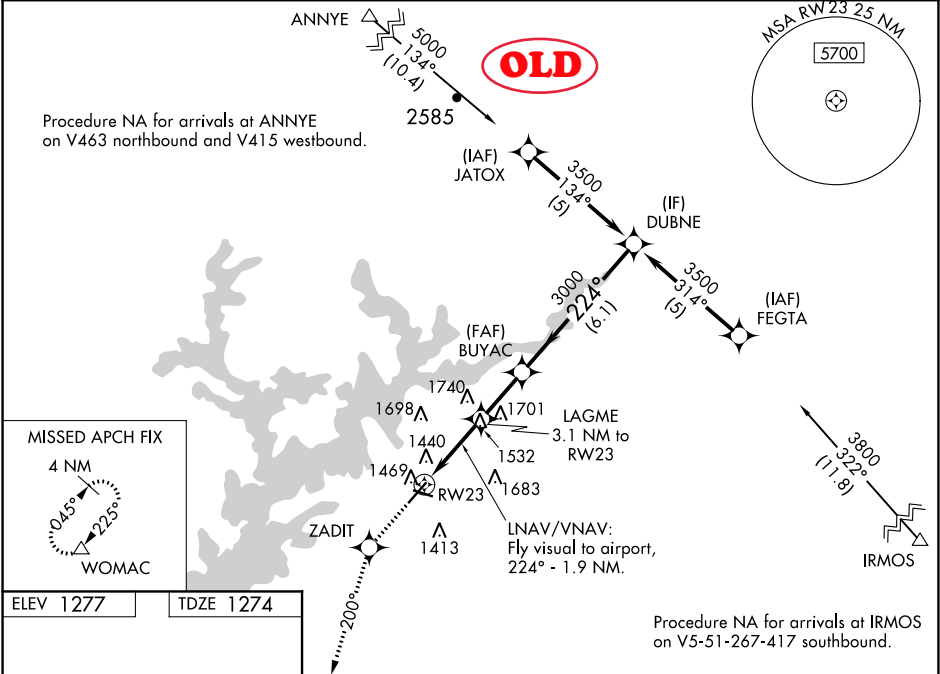 ANNYE
5000
134°
(10.4)
OLD
MSA RW23 25 NM
5700
2585
Procedure NA for arrivals at ANNYE
on V463 northbound and V415 westbound.
(IAF)
JATOX
3500
134°
(5)
(IF)
DUBNE
3500
314°
(5)
(IAF)
FEGTA
3000
224°
(6.1)
(FAF)
BUYAC
1740
1698
1701
LAGME
3.1 NM to
RW23
1440
1532
1469
1683
RW23
3800
322°
(11.8)
IRMOS
MISSED APCH FIX
4 NM
045°
225°
WOMAC
ZADIT
1413
LNAV/VNAV:
Fly visual to airport,
224° - 1.9 NM.
200°
ELEV 1277
TDZE 1274
Procedure NA for arrivals at IRMOS
on V5-51-267-417 southbound.